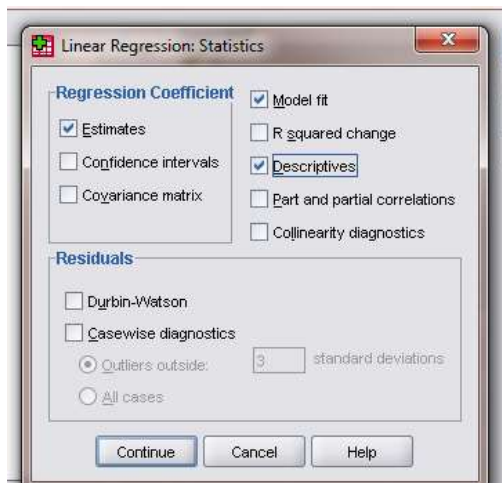 Linear Regression: Statistics
Regression Coefficient
Estimates
Confidence intervals
Covariance matrix
Model fit
R squared change
Descriptives
Part and partial correlations
Collinearity diagnostics
Residuals
Durbin-Watson
Casewise diagnostics
Outliers outside: 3 standard deviations
All cases
Continue Cancel Help